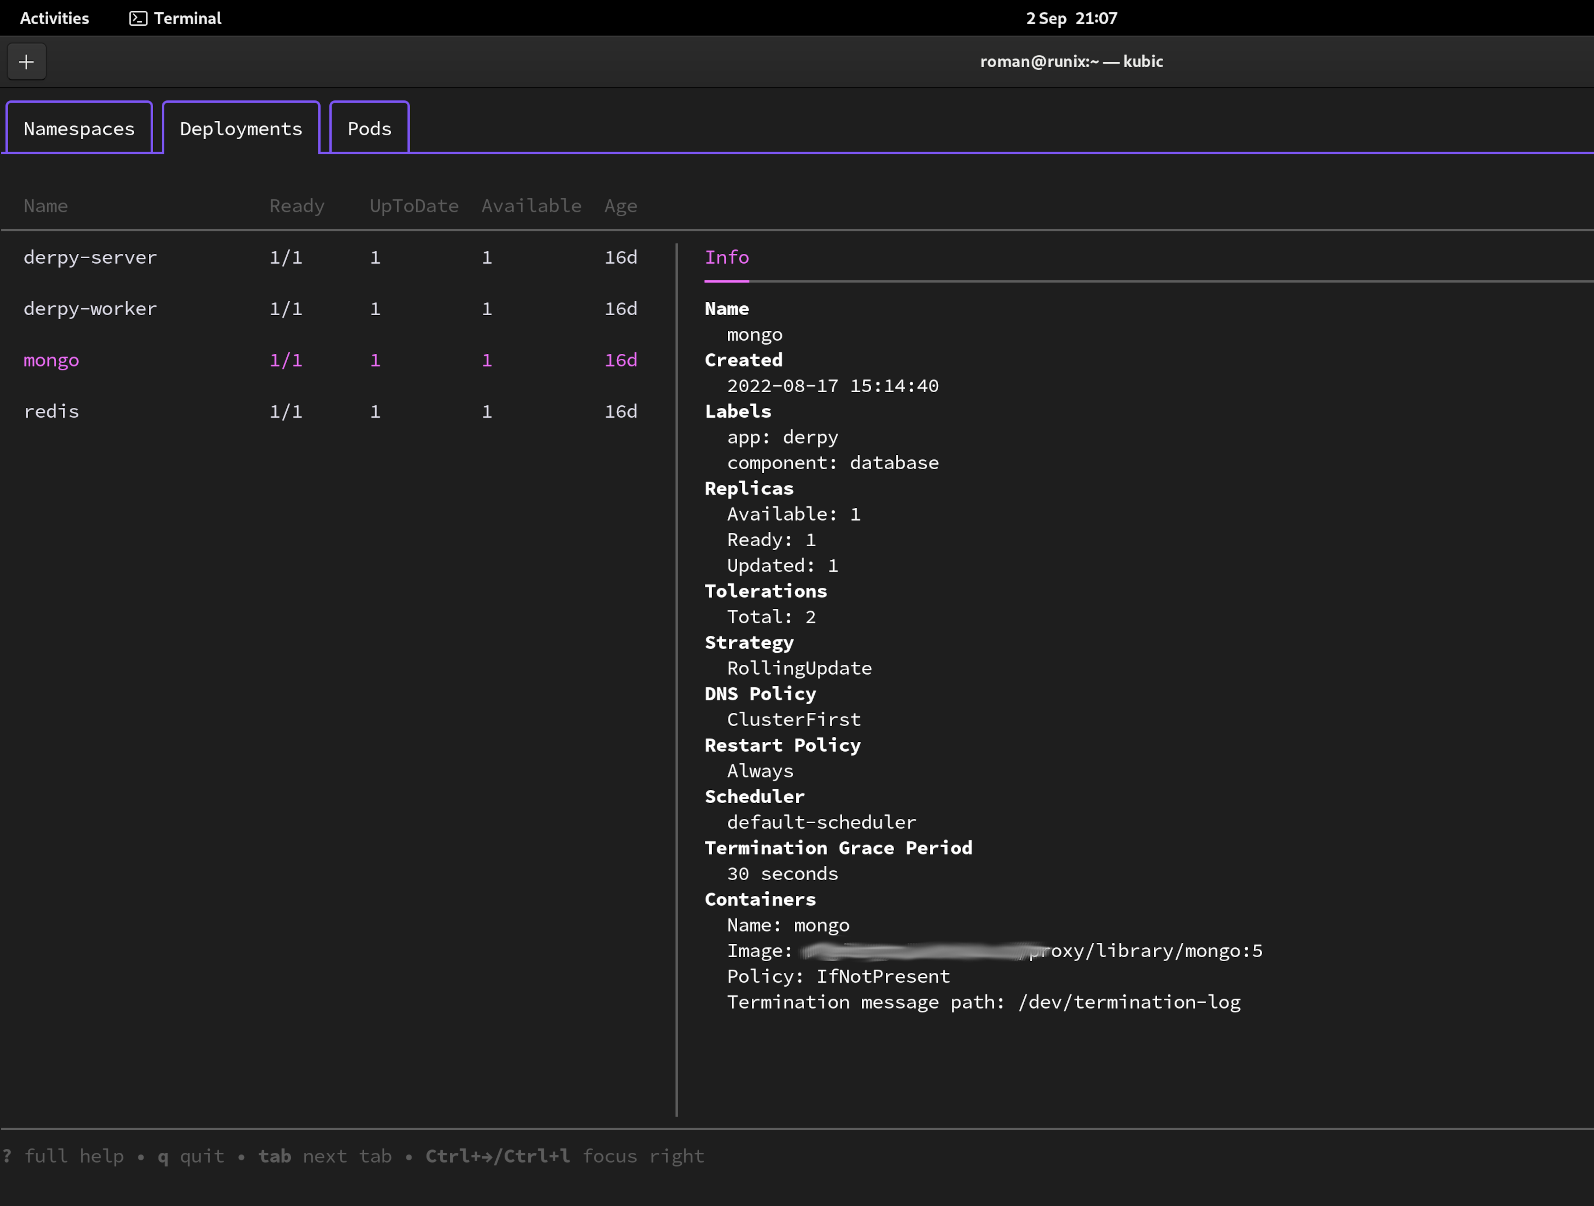 Activities Terminal 2 Sep 21:07
+ roman@runix:~ — kubic
Namespaces Deployments Pods
Name Ready UpToDate Available Age
derpy-server 1/1 1 1 16d
derpy-worker 1/1 1 1 16d
mongo 1/1 1 1 16d
redis 1/1 1 1 16d
Info
Name
mongo
Created
2022-08-17 15:14:40
Labels
app: derpy
component: database
Replicas
Available: 1
Ready: 1
Updated: 1
Tolerations
Total: 2
Strategy
RollingUpdate
DNS Policy
ClusterFirst
Restart Policy
Always
Scheduler
default-scheduler
Termination Grace Period
30 seconds
Containers
Name: mongo
Image: /proxy/library/mongo:5
Policy: IfNotPresent
Termination message path: /dev/termination-log
? full help • q quit • tab next tab • Ctrl+→/Ctrl+l focus right